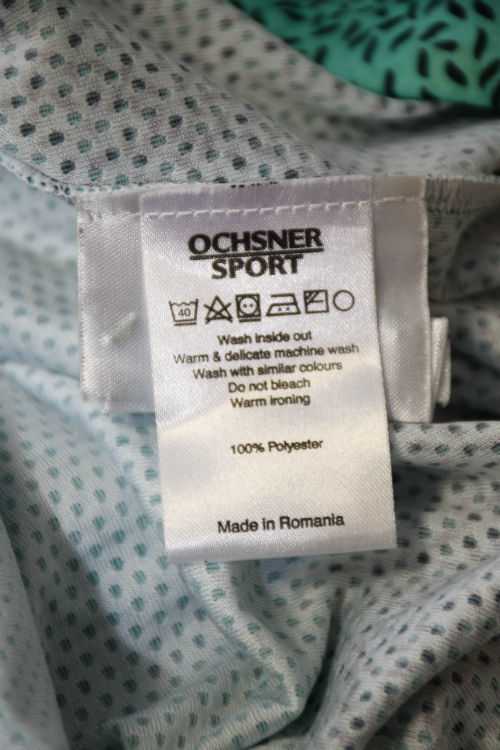 OCHSNER
SPORT
40
Wash inside out
Warm & delicate machine wash
Wash with similar colours
Do not bleach
Warm ironing
100% Polyester
Made in Romania